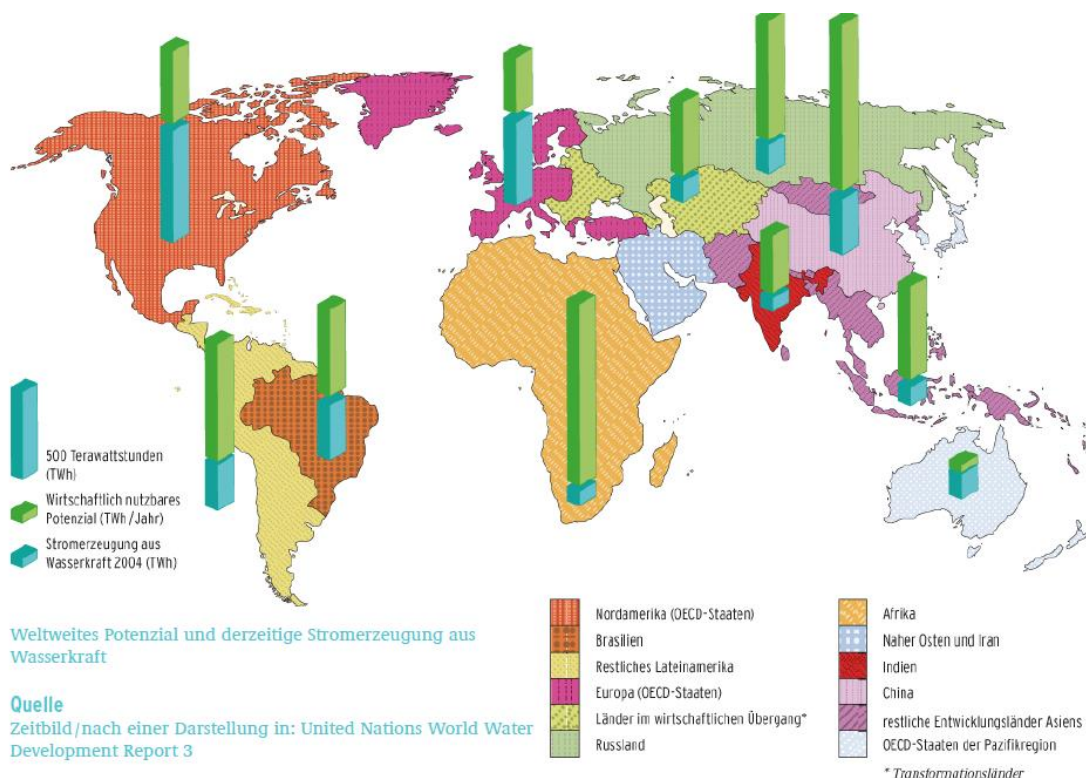 500 Terawattstunden
(TWh)
Wirtschaftlich nutzbares
Potenzial (TWh/Jahr)
Stromerzeugung aus
Wasserkraft 2004 (TWh)
Weltweites Potenzial und derzeitige Stromerzeugung aus
Wasserkraft
Quelle
Zeitbild/nach einer Darstellung in: United Nations World Water
Development Report 3
Nordamerika (OECD-Staaten)
Brasilien
Restliches Lateinamerika
Europa (OECD-Staaten)
Länder im wirtschaftlichen Übergang*
Russland
Afrika
Naher Osten und Iran
Indien
China
restliche Entwicklungsländer Asiens
OECD-Staaten der Pazifikregion
* Transformationsländer